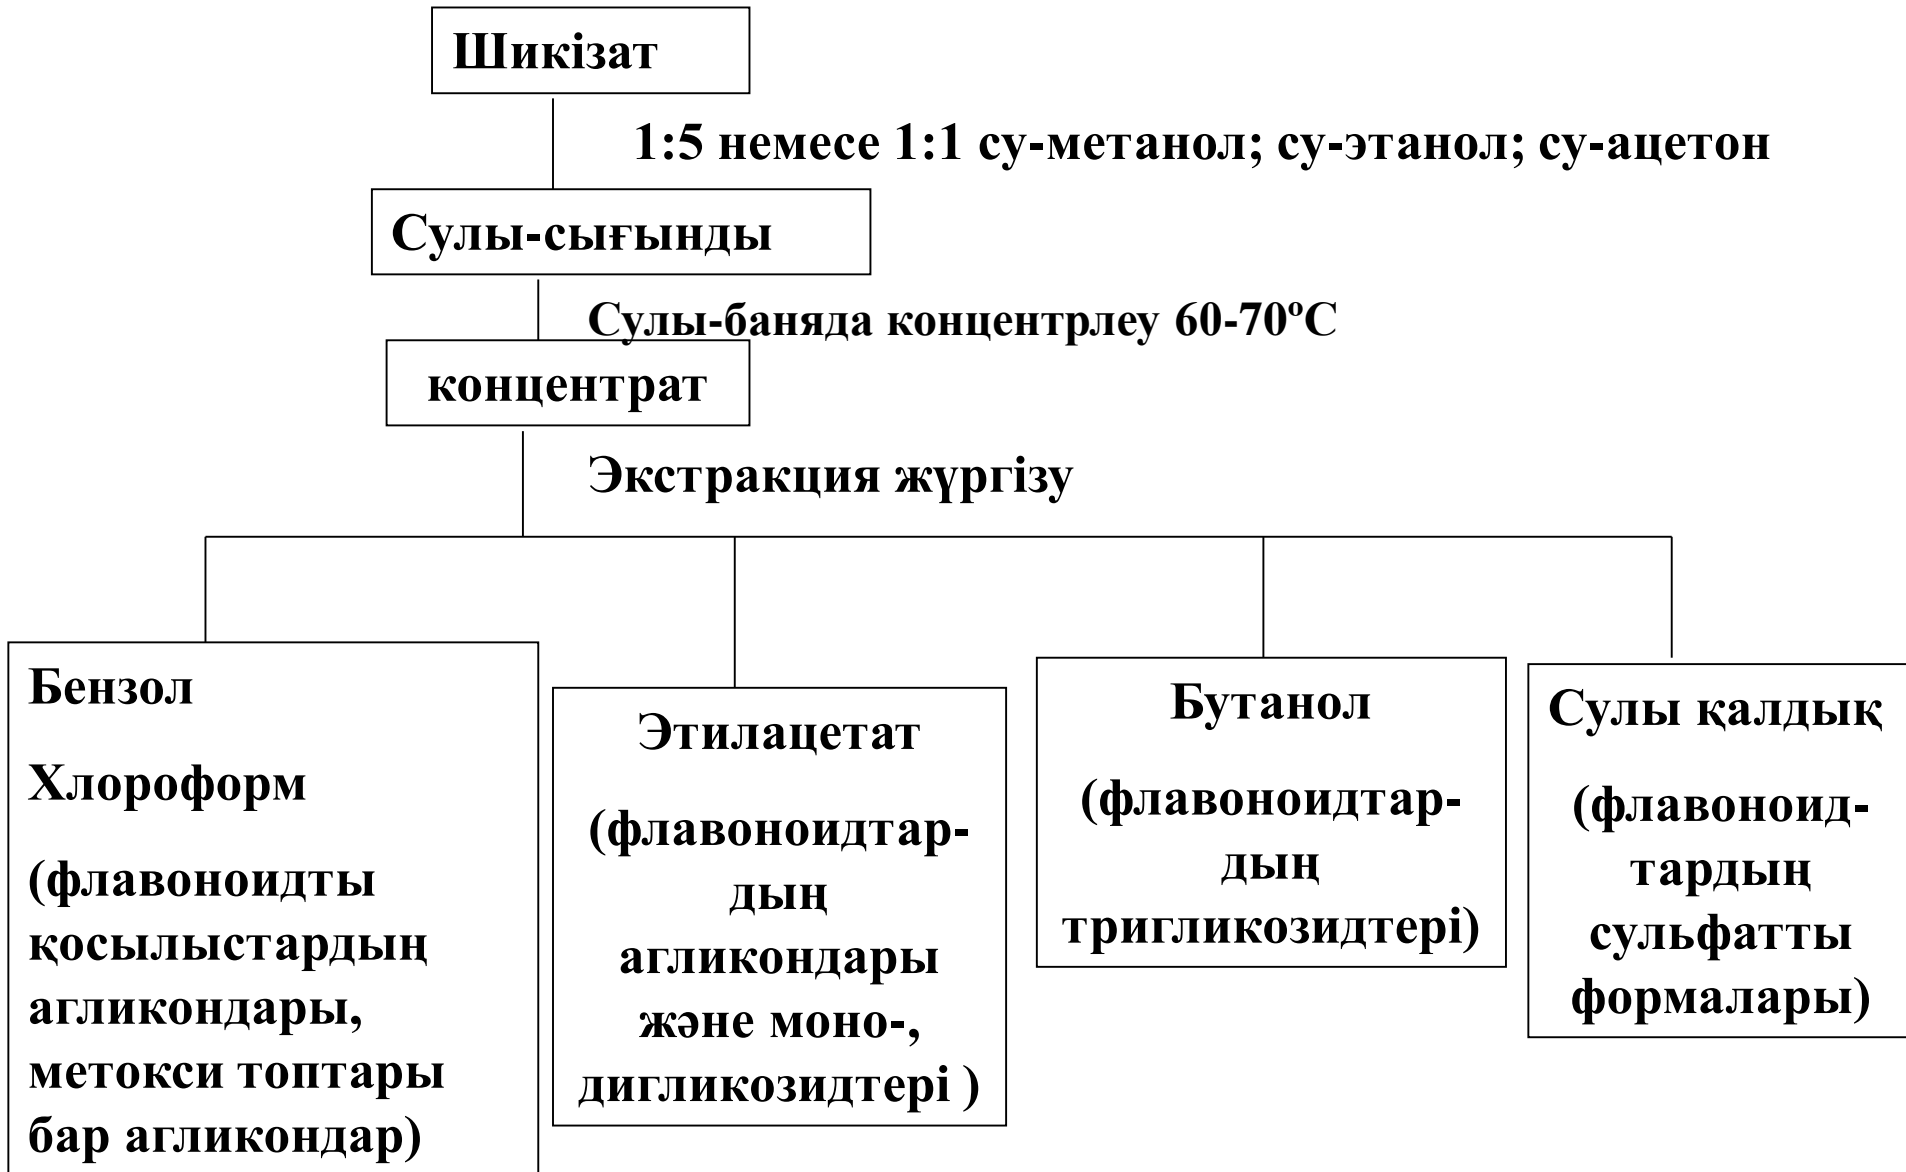 Шикізат
1:5 немесе 1:1 су-метанол; су-этанол; су-ацетон
Сулы-сығынды
Сулы-баняда концентрлеу 60-70ºС
концентрат
Экстракция жүргізу
Бензол
Хлороформ
(флавоноидты
қосылыстардың
агликондары,
метокси топтары
бар агликондар)
Этилацетат
(флавоноидтар-
дың
агликондары
және моно-,
дигликозидтері )
Бутанол
(флавоноидтар-
дың
тригликозидтері)
Сулы қалдық
(флавоноид-
тардың
сульфатты
формалары)